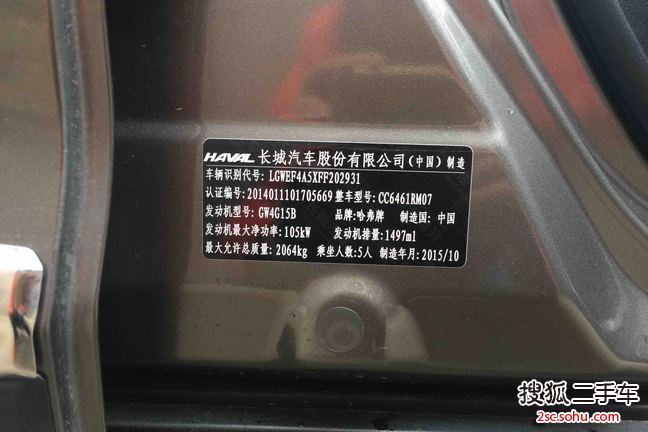 HAVAL 长城汽车股份有限公司(中国)制造
车辆识别代号: LGWEF4A5XFF202931
认证编号:2014011101705669 整车型号: CC6461RM07
发动机型号: GW4G15B 品牌:哈弗牌 制造国: 中国
发动机最大净功率:105kW 发动机排量:1497ml
最大允许总质量: 2064kg 乘坐人数:5人 制造年月:2015/10
搜狐二手车
2sc.sohu.com